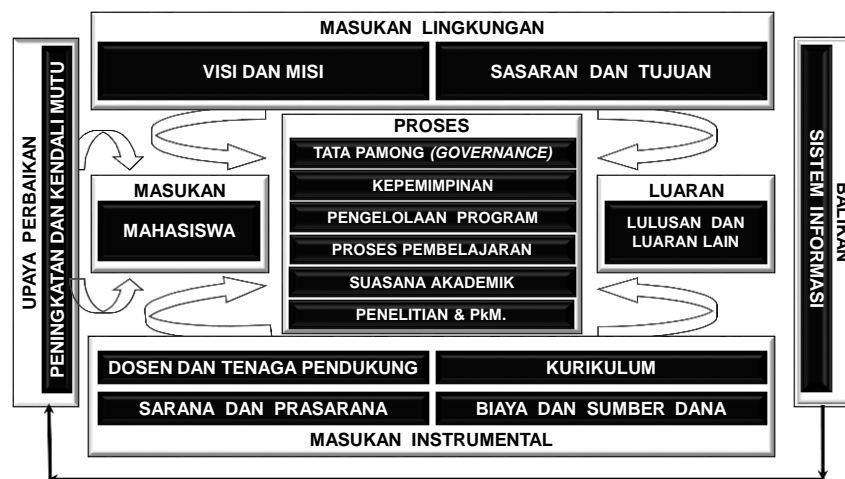 MASUKAN LINGKUNGAN
VISI DAN MISI
SASARAN DAN TUJUAN
UPAYA PERBAIKAN
PENINGKATAN DAN KENDALI MUTU
PROSES
TATA PAMONG (GOVERNANCE)
KEPEMIMPINAN
PENGELOLAAN PROGRAM
PROSES PEMBELAJARAN
SUASANA AKADEMIK
PENELITIAN & PkM.
MASUKAN
MAHASISWA
LUARAN
LULUSAN DAN
LUARAN LAIN
BALIKAN
SISTEM INFORMASI
DOSEN DAN TENAGA PENDUKUNG
KURIKULUM
SARANA DAN PRASARANA
BIAYA DAN SUMBER DANA
MASUKAN INSTRUMENTAL